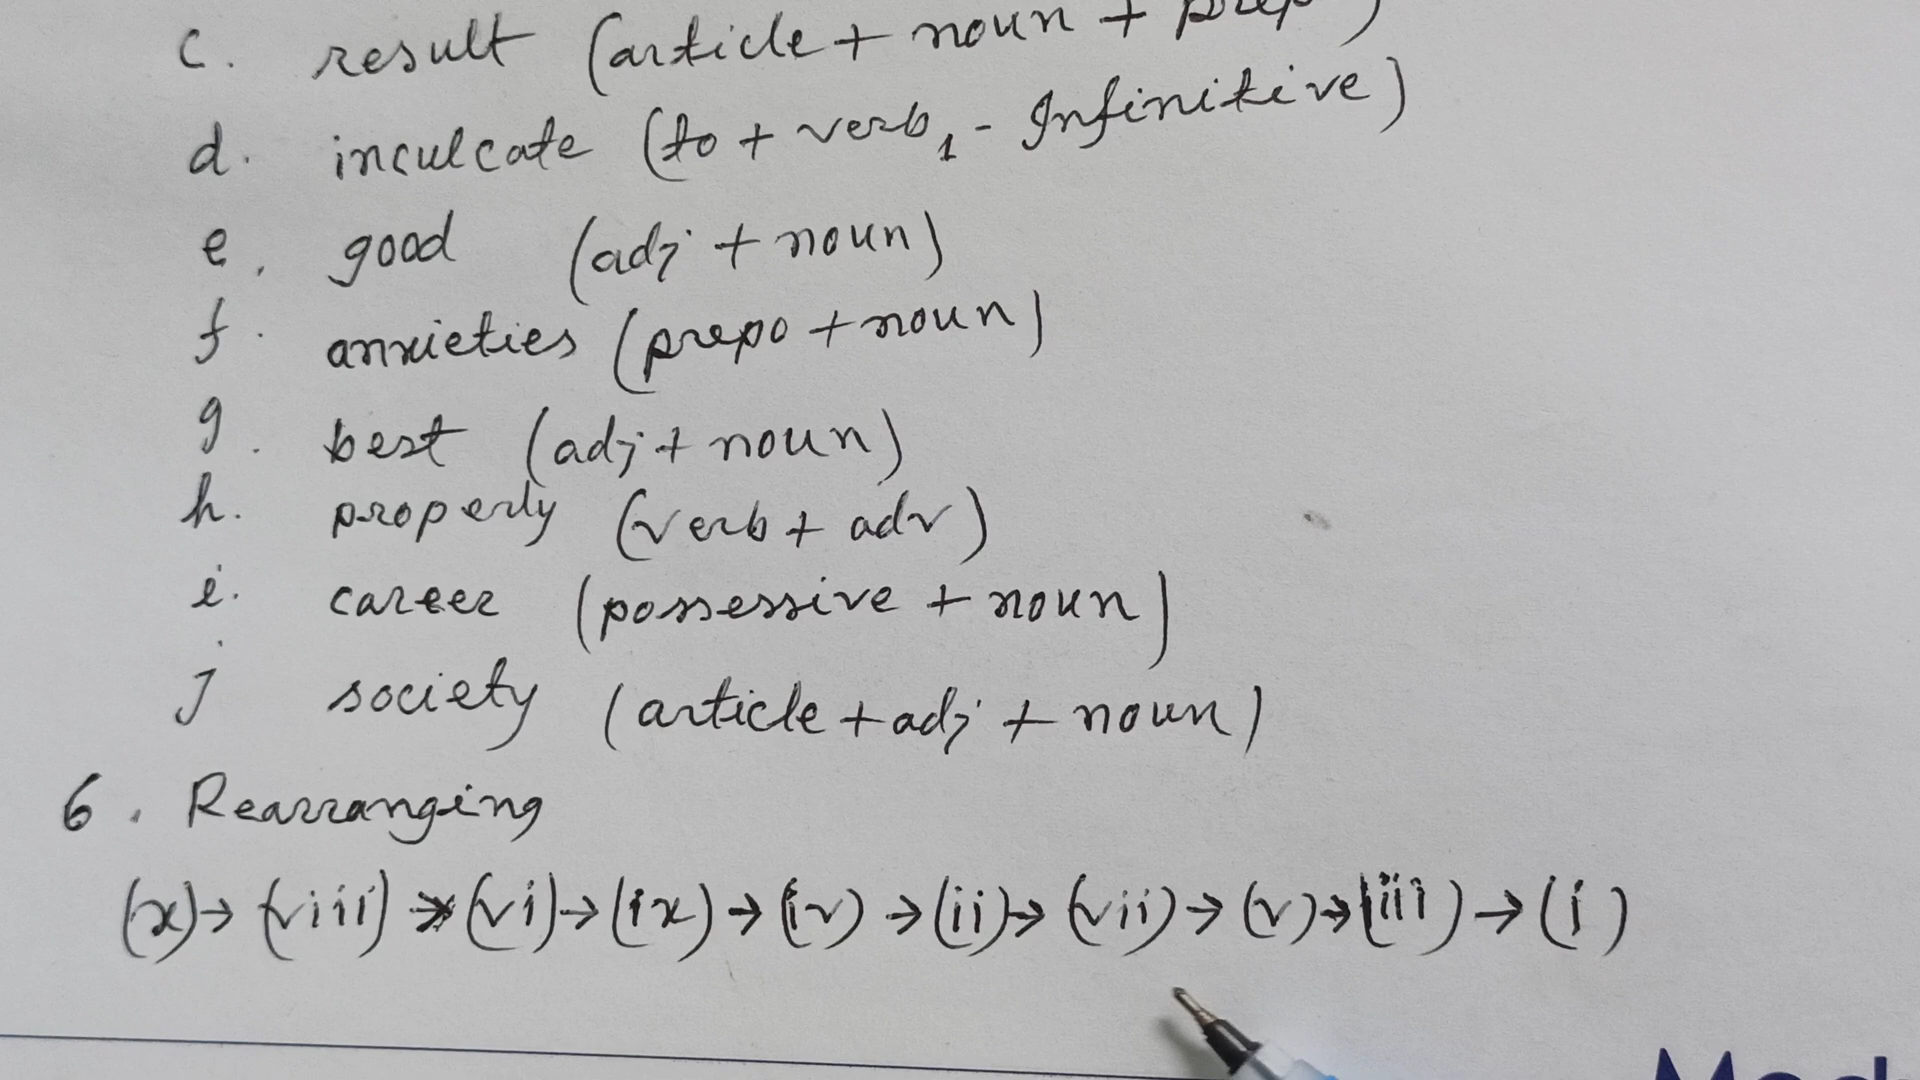 c. result (article + noun + prep)
d. inculcate (to + verb1 - Infinitive)
e. good (adj + noun)
f. anxieties (prepo + noun)
g. best (adj + noun)
h. properly (verb + adv)
i. career (possessive + noun)
j society (article + adj + noun)
6. Rearranging
(x) → (viii) → (vi) → (ix) → (iv) → (ii) → (vii) → (v) → (iii) → (i)